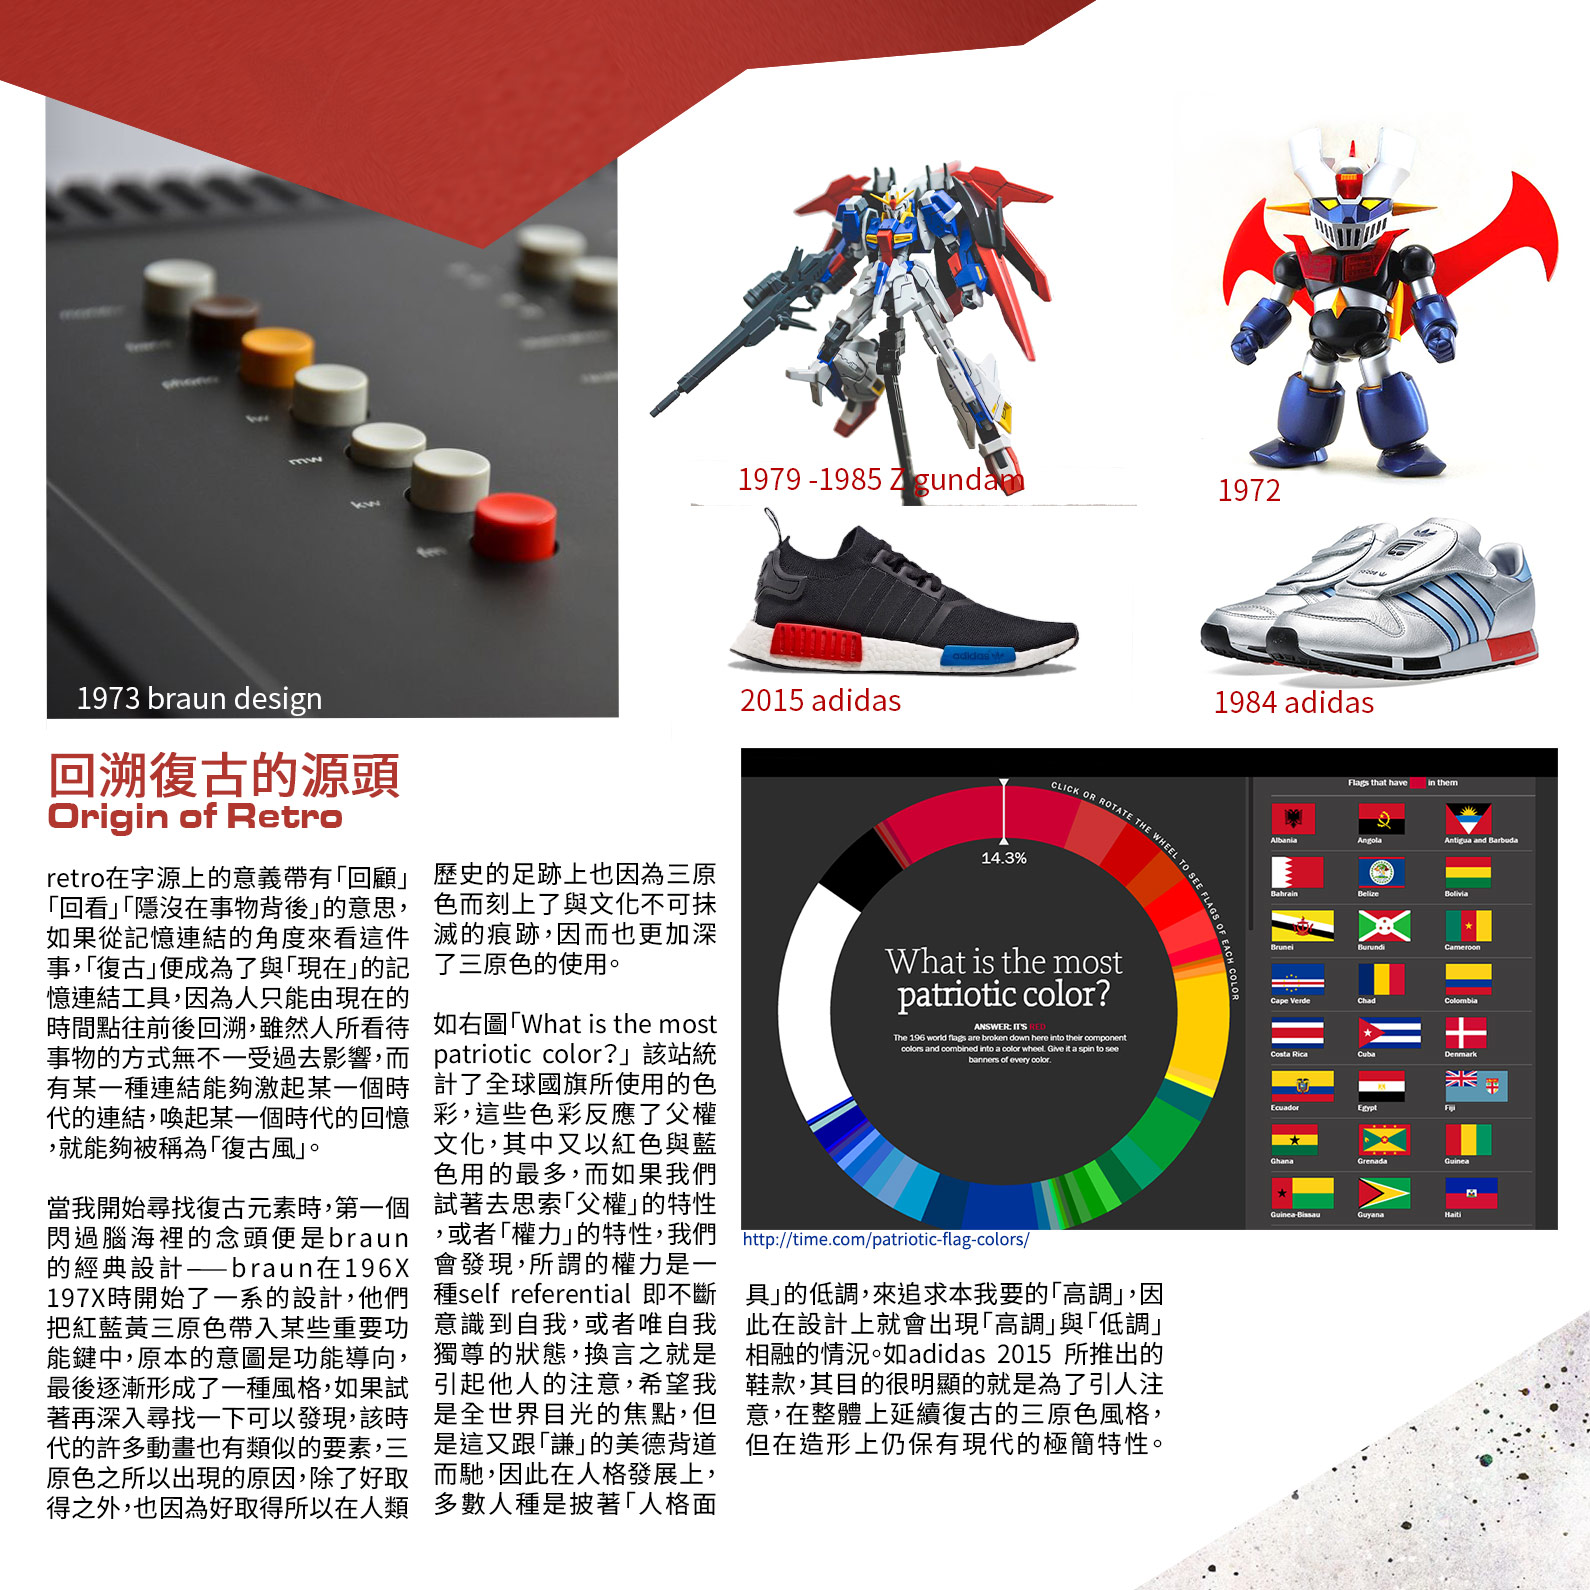 mw
kw
fm
phono
fw
1973 braun design
1979 -1985 Z gundam
1972
adidas
2015 adidas
1984 adidas
回溯復古的源頭
Origin of Retro
retro在字源上的意義帶有「回顧」
「回看」「隱沒在事物背後」的意思,
如果從記憶連結的角度來看這件
事,「復古」便成為了與「現在」的記
憶連結工具,因為人只能由現在的
時間點往前後回溯,雖然人所看待
事物的方式無不一受過去影響,而
有某一種連結能夠激起某一個時
代的連結,喚起某一個時代的回憶
,就能夠被稱為「復古風」。
當我開始尋找復古元素時,第一個
閃過腦海裡的念頭便是braun
的經典設計——braun在196X
197X時開始了一系的設計,他們
把紅藍黃三原色帶入某些重要功
能鍵中,原本的意圖是功能導向,
最後逐漸形成了一種風格,如果試
著再深入尋找一下可以發現,該時
代的許多動畫也有類似的要素,三
原色之所以出現的原因,除了好取
得之外,也因為好取得所以在人類
歷史的足跡上也因為三原
色而刻上了與文化不可抹
滅的痕跡,因而也更加深
了三原色的使用。
如右圖「What is the most
patriotic color?」該站統
計了全球國旗所使用的色
彩,這些色彩反應了父權
文化,其中又以紅色與藍
色用的最多,而如果我們
試著去思索「父權」的特性
,或者「權力」的特性,我們
會發現,所謂的權力是一
種self referential 即不斷
意識到自我,或者唯自我
獨尊的狀態,換言之就是
引起他人的注意,希望我
是全世界目光的焦點,但
是這又跟「謙」的美德背道
而馳,因此在人格發展上,
多數人種是披著「人格面
CLICK OR ROTATE THE WHEEL TO SEE FLAGS OF EACH COLOR
14.3%
What is the most
patriotic color?
ANSWER: IT'S RED
The 196 world flags are broken down here into their component
colors and combined into a color wheel. Give it a spin to see
banners of every color.
Flags that have in them
Albania Angola Antigua and Barbuda
Bahrain Belize Bolivia
Brunei Burundi Cameroon
Cape Verde Chad Colombia
Costa Rica Cuba Denmark
Ecuador Egypt Fiji
Ghana Grenada Guinea
Guinea-Bissau Guyana Haiti
http://time.com/patriotic-flag-colors/
具」的低調,來追求本我要的「高調」,因
此在設計上就會出現「高調」與「低調」
相融的情況。如adidas 2015 所推出的
鞋款,其目的很明顯的就是為了引人注
意,在整體上延續復古的三原色風格,
但在造形上仍保有現代的極簡特性。